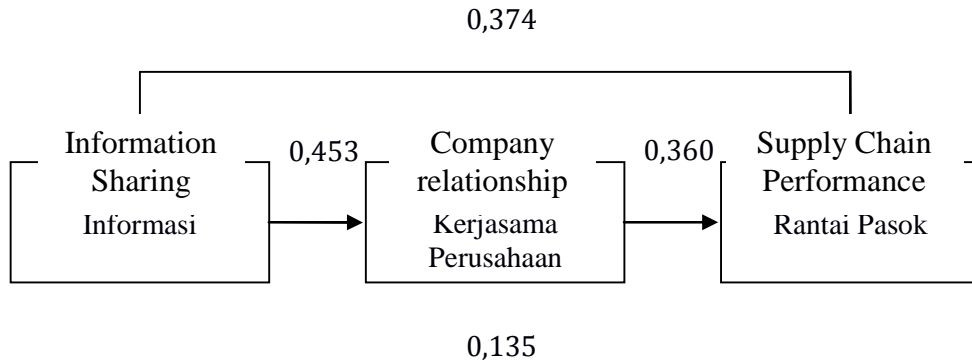 0,374
Information
Sharing
Informasi
0,453
Company
relationship
Kerjasama
Perusahaan
0,360
Supply Chain
Performance
Rantai Pasok
0,135